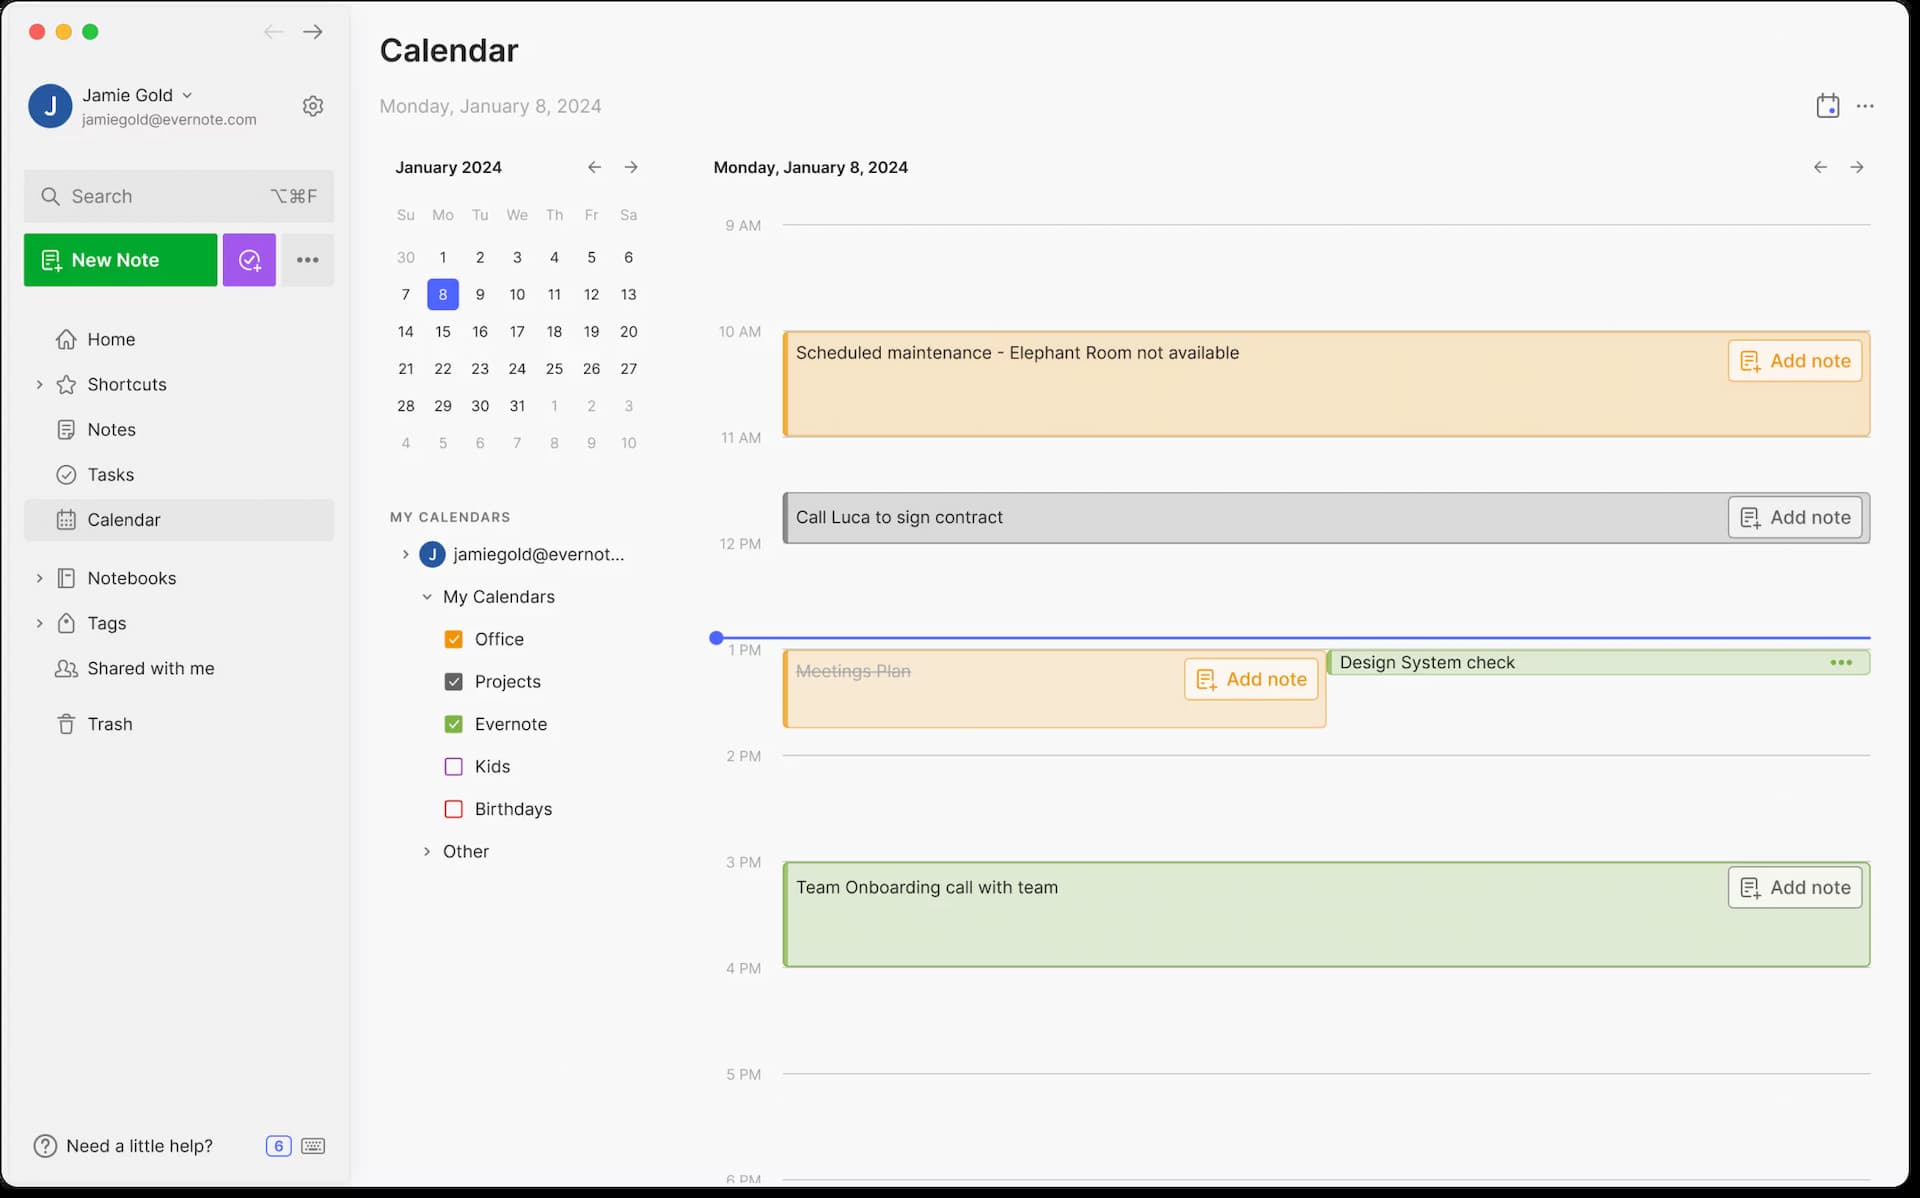 Jamie Gold
jamiegold@evernote.com
Search ⌥⌘F
New Note
Home
Shortcuts
Notes
Tasks
Calendar
Notebooks
Tags
Shared with me
Trash
Need a little help? 6
Calendar
Monday, January 8, 2024
January 2024
Su Mo Tu We Th Fr Sa
30 1 2 3 4 5 6
7 8 9 10 11 12 13
14 15 16 17 18 19 20
21 22 23 24 25 26 27
28 29 30 31 1 2 3
4 5 6 7 8 9 10
MY CALENDARS
J jamiegold@evernot...
My Calendars
Office
Projects
Evernote
Kids
Birthdays
Other
Monday, January 8, 2024
9 AM
10 AM
Scheduled maintenance - Elephant Room not available Add note
11 AM
Call Luca to sign contract Add note
12 PM
1 PM
Meetings Plan Add note
Design System check
2 PM
3 PM
Team Onboarding call with team Add note
4 PM
5 PM
6 PM